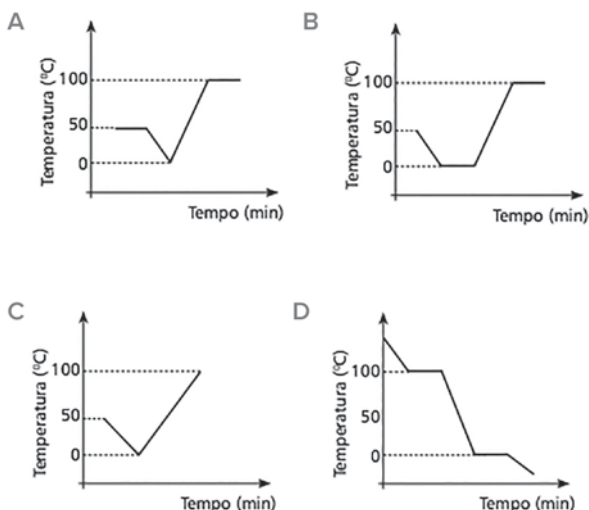 A
Temperatura (ºC)
100
50
0
Tempo (min)
B
Temperatura (ºC)
100
50
0
Tempo (min)
C
Temperatura (ºC)
100
50
0
Tempo (min)
D
Temperatura (ºC)
100
50
0
Tempo (min)